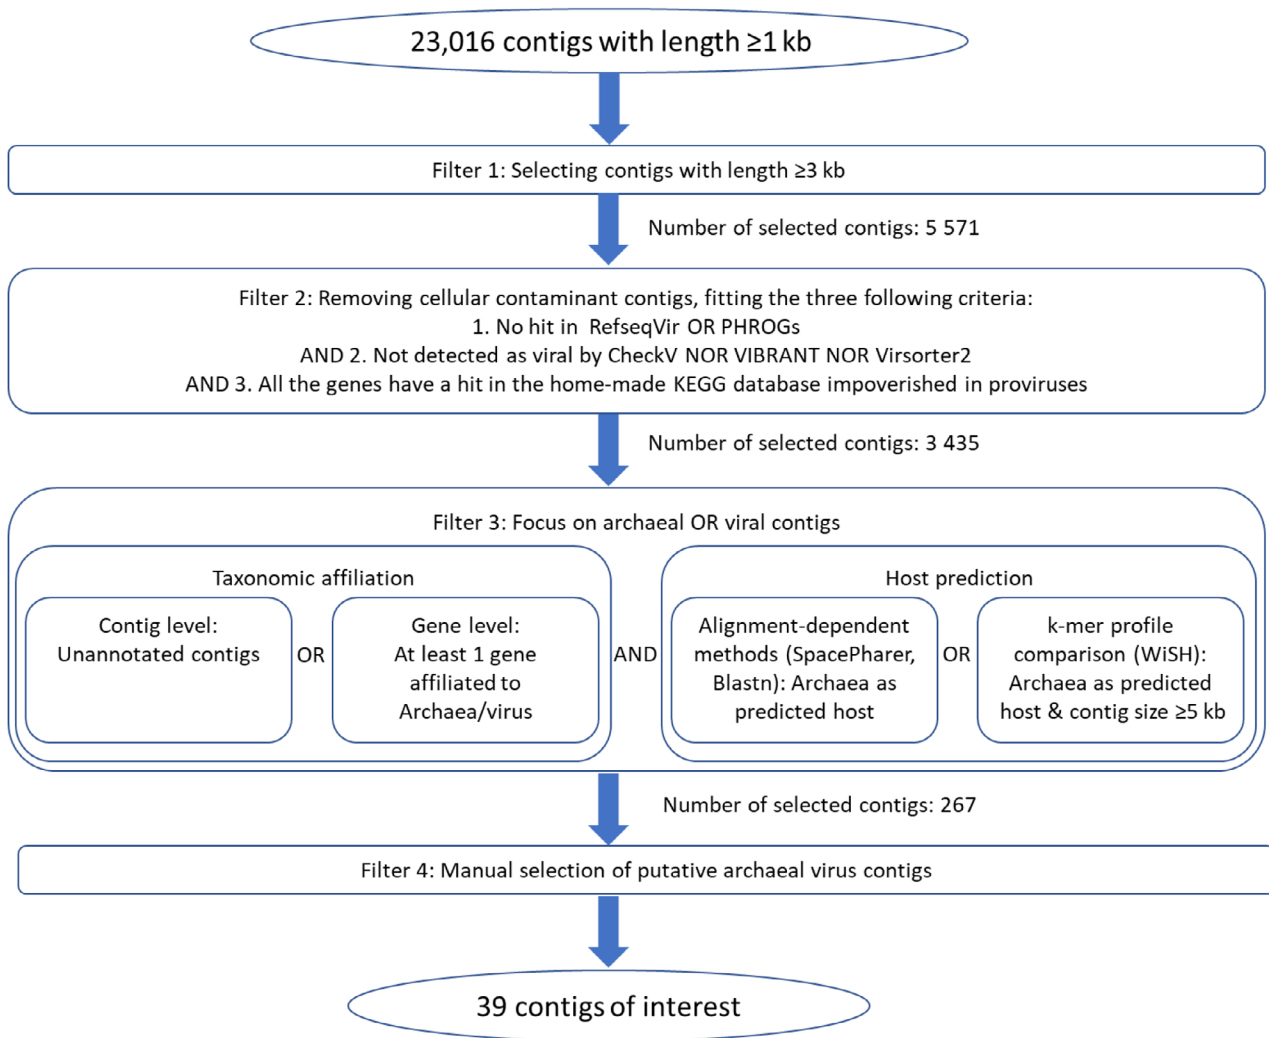 23,016 contigs with length ≥1 kb
Filter 1: Selecting contigs with length ≥3 kb
Number of selected contigs: 5 571
Filter 2: Removing cellular contaminant contigs, fitting the three following criteria:
1. No hit in RefseqVir OR PHROGs
AND 2. Not detected as viral by CheckV NOR VIBRANT NOR Virsorter2
AND 3. All the genes have a hit in the home-made KEGG database impoverished in proviruses
Number of selected contigs: 3 435
Filter 3: Focus on archaeal OR viral contigs
Taxonomic affiliation
Contig level:
Unannotated contigs
OR
Gene level:
At least 1 gene
affiliated to
Archaea/virus
AND
Host prediction
Alignment-dependent
methods (SpacePharer,
Blastn): Archaea as
predicted host
OR
k-mer profile
comparison (WiSH):
Archaea as predicted
host & contig size ≥5 kb
Number of selected contigs: 267
Filter 4: Manual selection of putative archaeal virus contigs
39 contigs of interest